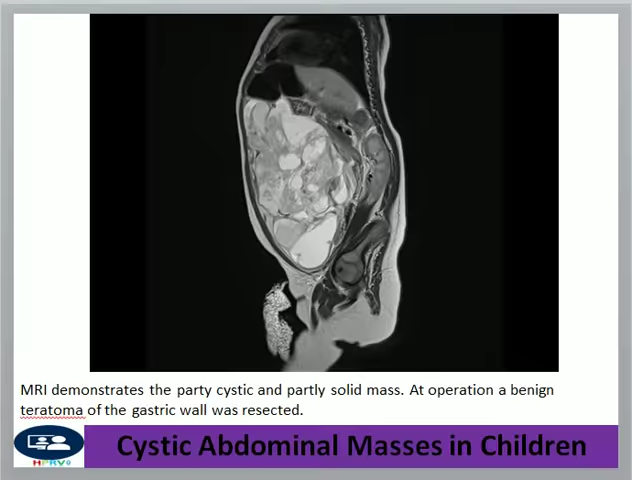 MRI demonstrates the party cystic and partly solid mass. At operation a benign
teratoma of the gastric wall was resected.
HPRV
Cystic Abdominal Masses in Children